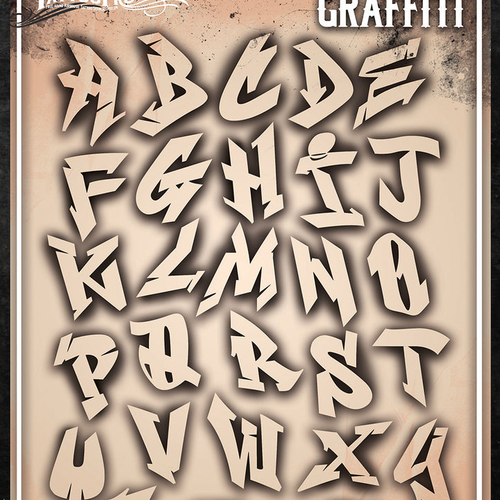 GRAFFITI
A B C D E
F G H I J
K L M N O
P Q R S T
U V W X Y